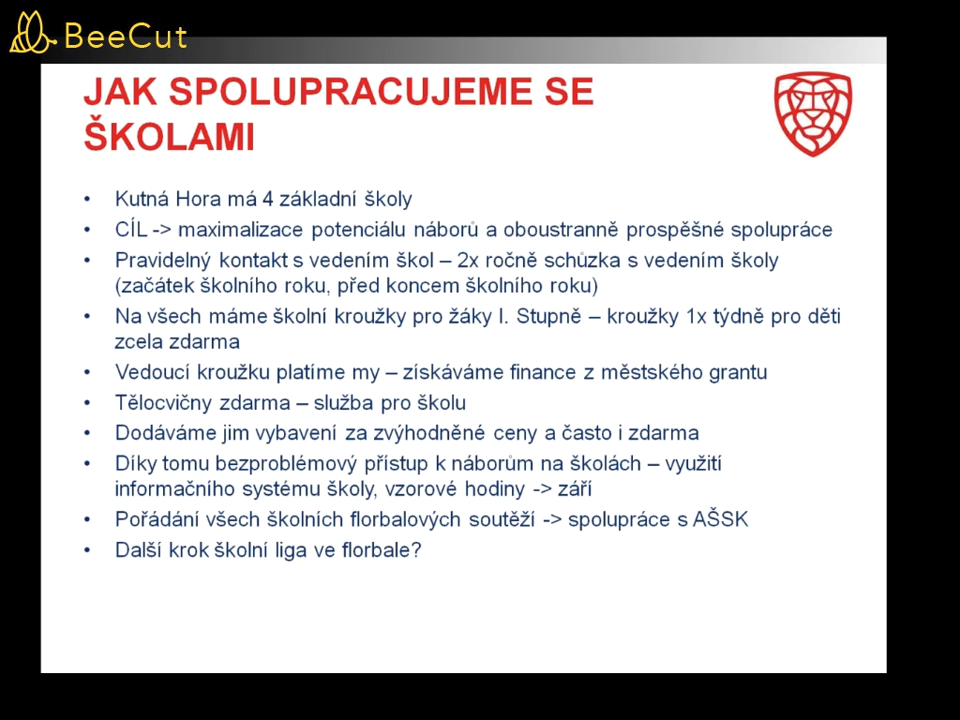 BeeCut
JAK SPOLUPRACUJEME SE
ŠKOLAMI
• Kutná Hora má 4 základní školy
• CÍL -> maximalizace potenciálu náborů a oboustranně prospěšné spolupráce
• Pravidelný kontakt s vedením škol – 2x ročně schůzka s vedením školy
(začátek školního roku, před koncem školního roku)
• Na všech máme školní kroužky pro žáky I. Stupně – kroužky 1x týdně pro děti
zcela zdarma
• Vedoucí kroužku platíme my – získáváme finance z městského grantu
• Tělocvičny zdarma – služba pro školu
• Dodáváme jim vybavení za zvýhodněné ceny a často i zdarma
• Díky tomu bezproblémový přístup k náborům na školách – využití
informačního systému školy, vzorové hodiny -> září
• Pořádání všech školních florbalových soutěží -> spolupráce s AŠSK
• Další krok školní liga ve florbale?